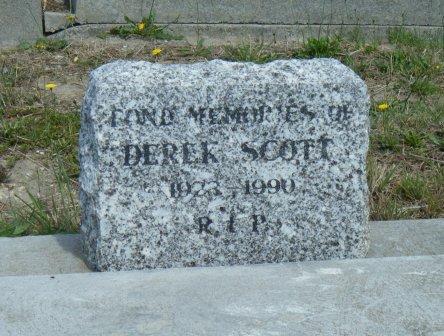 FOND MEMORIES OF
DEREK SCOTT
1923 1990
R I P